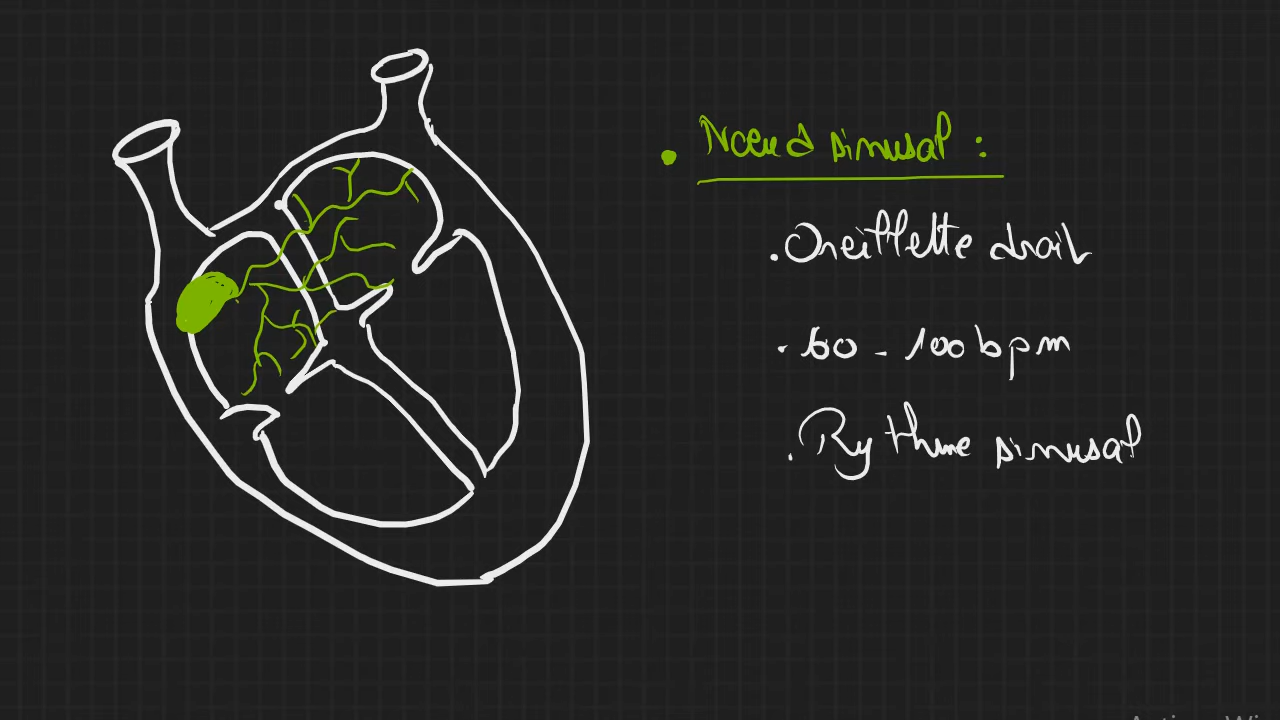 • Noeud sinusal :
. Oreillette droit
. 60 - 100 bpm
. Rythme sinusal